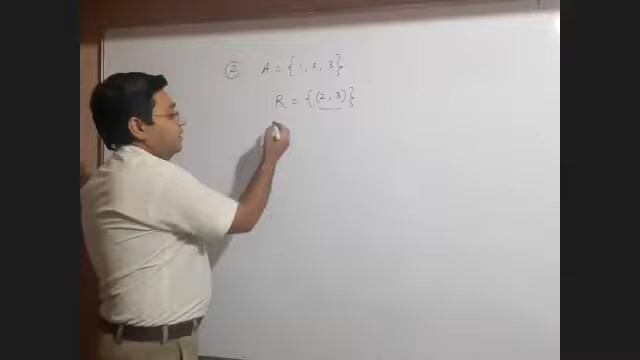 ② A = {1, 2, 3}
R = {(2, 3)}